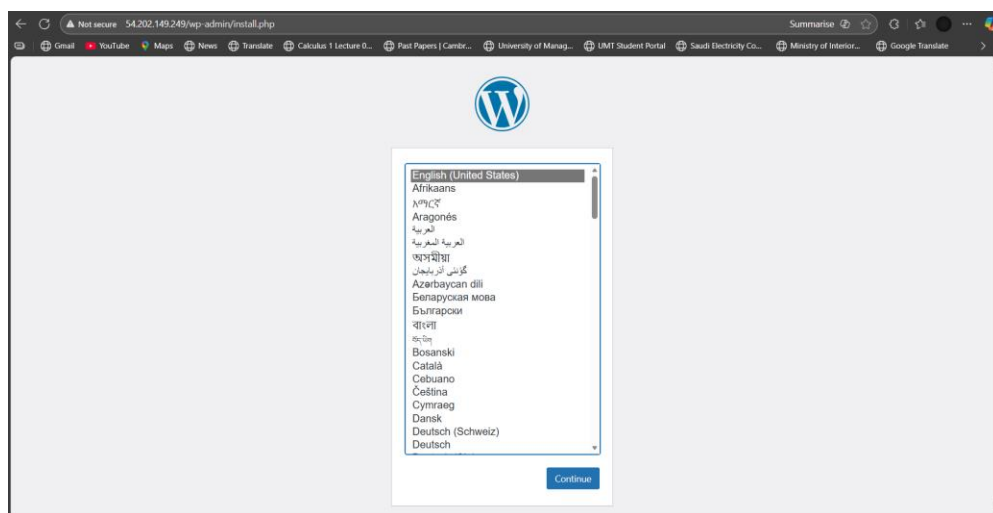 Not secure 54.202.149.249/wp-admin/install.php Summarise
Gmail YouTube Maps News Translate Calculus 1 Lecture 0... Past Papers | Cambr... University of Manag... UMT Student Portal Saudi Electricity Co... Ministry of Interior... Google Translate
English (United States)
Afrikaans
አማርኛ
Aragonés
العربية
العربية المغربية
অসমীয়া
گؤنئی آذربایجان
Azərbaycan dili
Беларуская мова
Български
বাংলা
བོད་ཡིག
Bosanski
Català
Cebuano
Čeština
Cymraeg
Dansk
Deutsch (Schweiz)
Deutsch
Continue